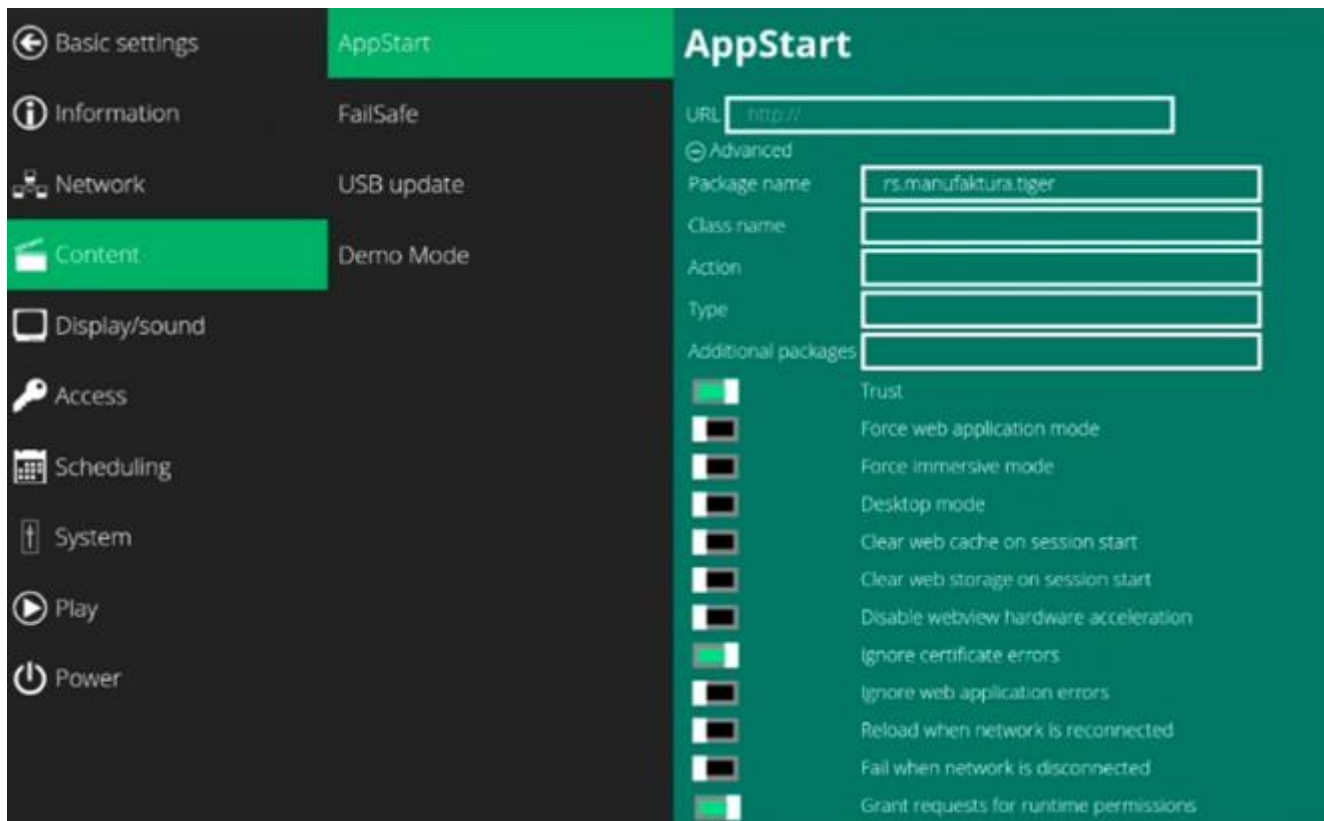 Basic settings
Information
Network
Content
Display/sound
Access
Scheduling
System
Play
Power
AppStart
FailSafe
USB update
Demo Mode
AppStart
URL http://
Advanced
Package name rs.manufaktura.tiger
Class name
Action
Type
Additional packages
Trust
Force web application mode
Force immersive mode
Desktop mode
Clear web cache on session start
Clear web storage on session start
Disable webview hardware acceleration
Ignore certificate errors
Ignore web application errors
Reload when network is reconnected
Fail when network is disconnected
Grant requests for runtime permissions